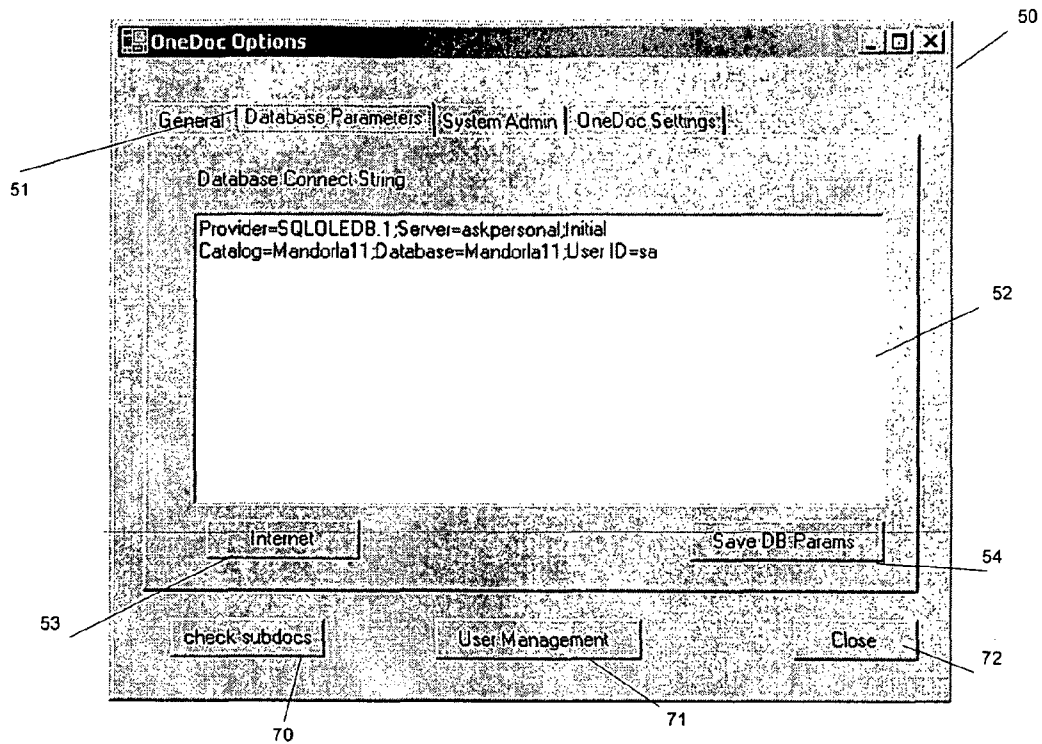 50
OneDoc Options
General Database Parameters System Admin OneDoc Settings
51
Database Connect String
Provider=SQLOLEDB.1;Server=askpersonal;Initial
Catalog=Mandorla11;Database=Mandorla11;User ID=sa
52
Internet Save DB Params
54
53
check subdocs User Management Close
72
70
71